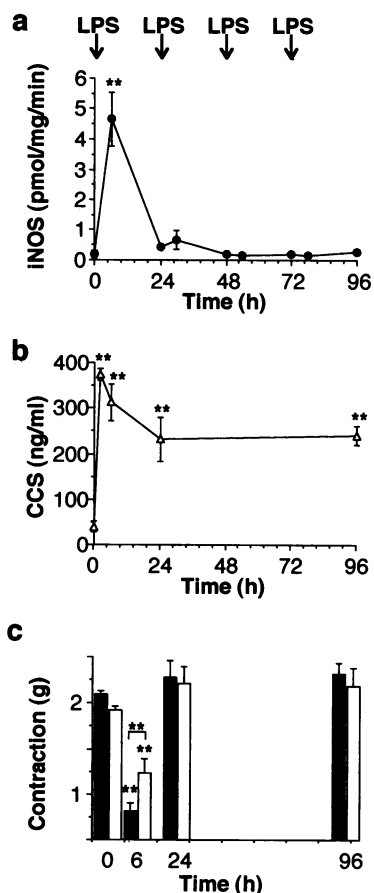 a
LPS LPS LPS LPS
iNOS (pmol/mg/min)
6
5
4
3
2
1
0
**
0 24 48 72 96
Time (h)
b
CCS (ng/ml)
400
300
200
100
0
** ** ** **
0 24 48 72 96
Time (h)
c
Contraction (g)
2
1
**
** **
0 6 24 96
Time (h)